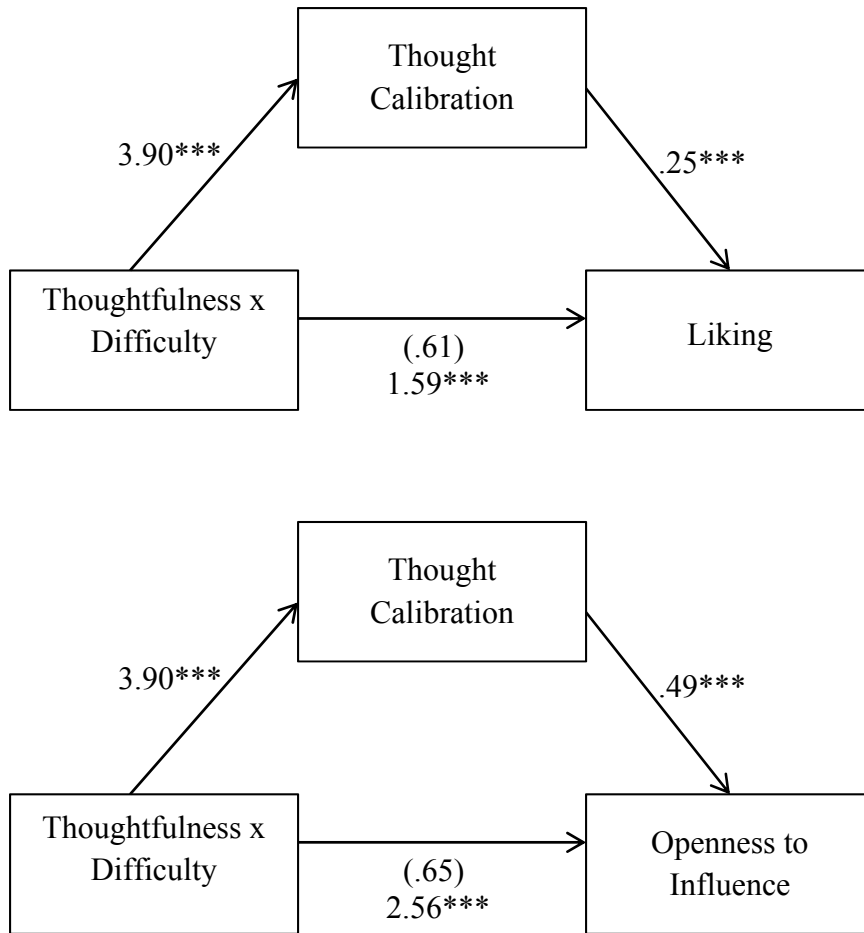 Thought
Calibration
3.90***
.25***
Thoughtfulness x
Difficulty
(.61)
1.59***
Liking
Thought
Calibration
3.90***
.49***
Thoughtfulness x
Difficulty
(.65)
2.56***
Openness to
Influence